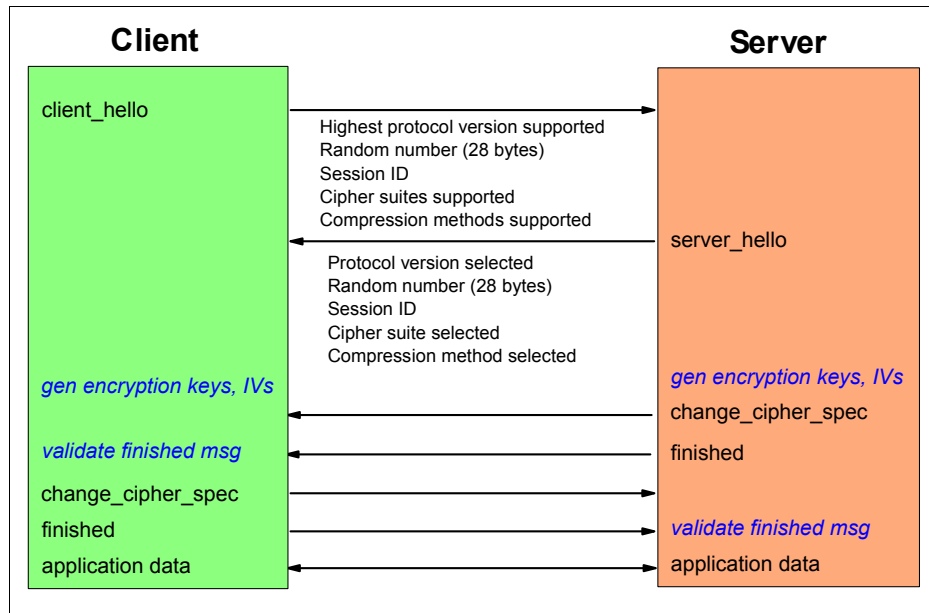 Client
Server
client_hello
Highest protocol version supported
Random number (28 bytes)
Session ID
Cipher suites supported
Compression methods supported
server_hello
Protocol version selected
Random number (28 bytes)
Session ID
Cipher suite selected
Compression method selected
gen encryption keys, IVs
gen encryption keys, IVs
change_cipher_spec
validate finished msg
finished
change_cipher_spec
finished
validate finished msg
application data
application data